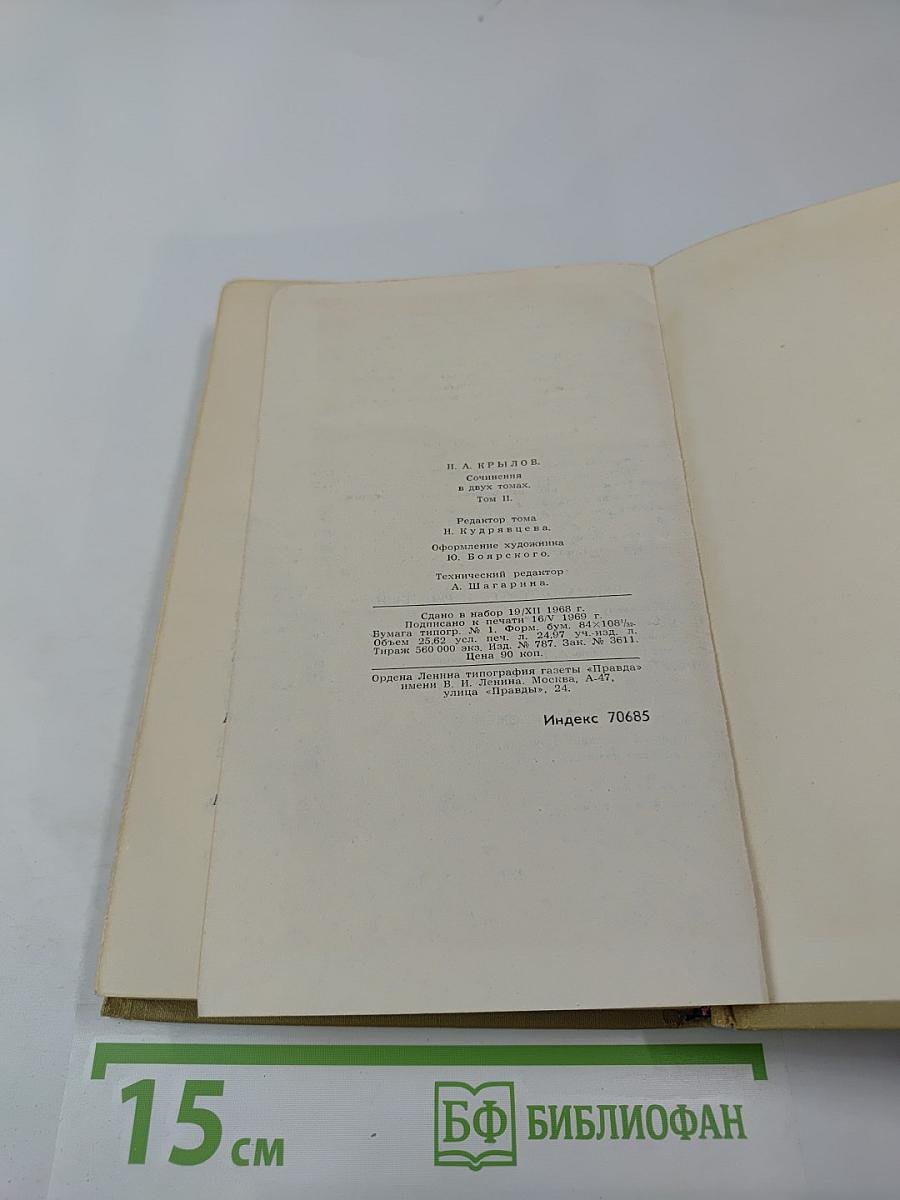 И. А. КРЫЛОВ.
Сочинения
в двух томах.
Том II.
Редактор тома
Н. Кудрявцева.
Оформление художника
Ю. Боярского.
Технический редактор
А. Шагарина.
Сдано в набор 19/XII 1968 г.
Подписано к печати 16/V 1969 г.
Бумага типогр. № 1. Форм. бум. 84×108¹/₃₂.
Объем 25,62 усл. печ. л. 24,97 уч.-изд. л.
Тираж 560 000 экз. Изд. № 787. Зак. № 3611.
Цена 90 коп.
Ордена Ленина типография газеты «Правда»
имени В. И. Ленина. Москва, А-47,
улица «Правды», 24.
Индекс 70685
15 см
БФ БИБЛИОФАН